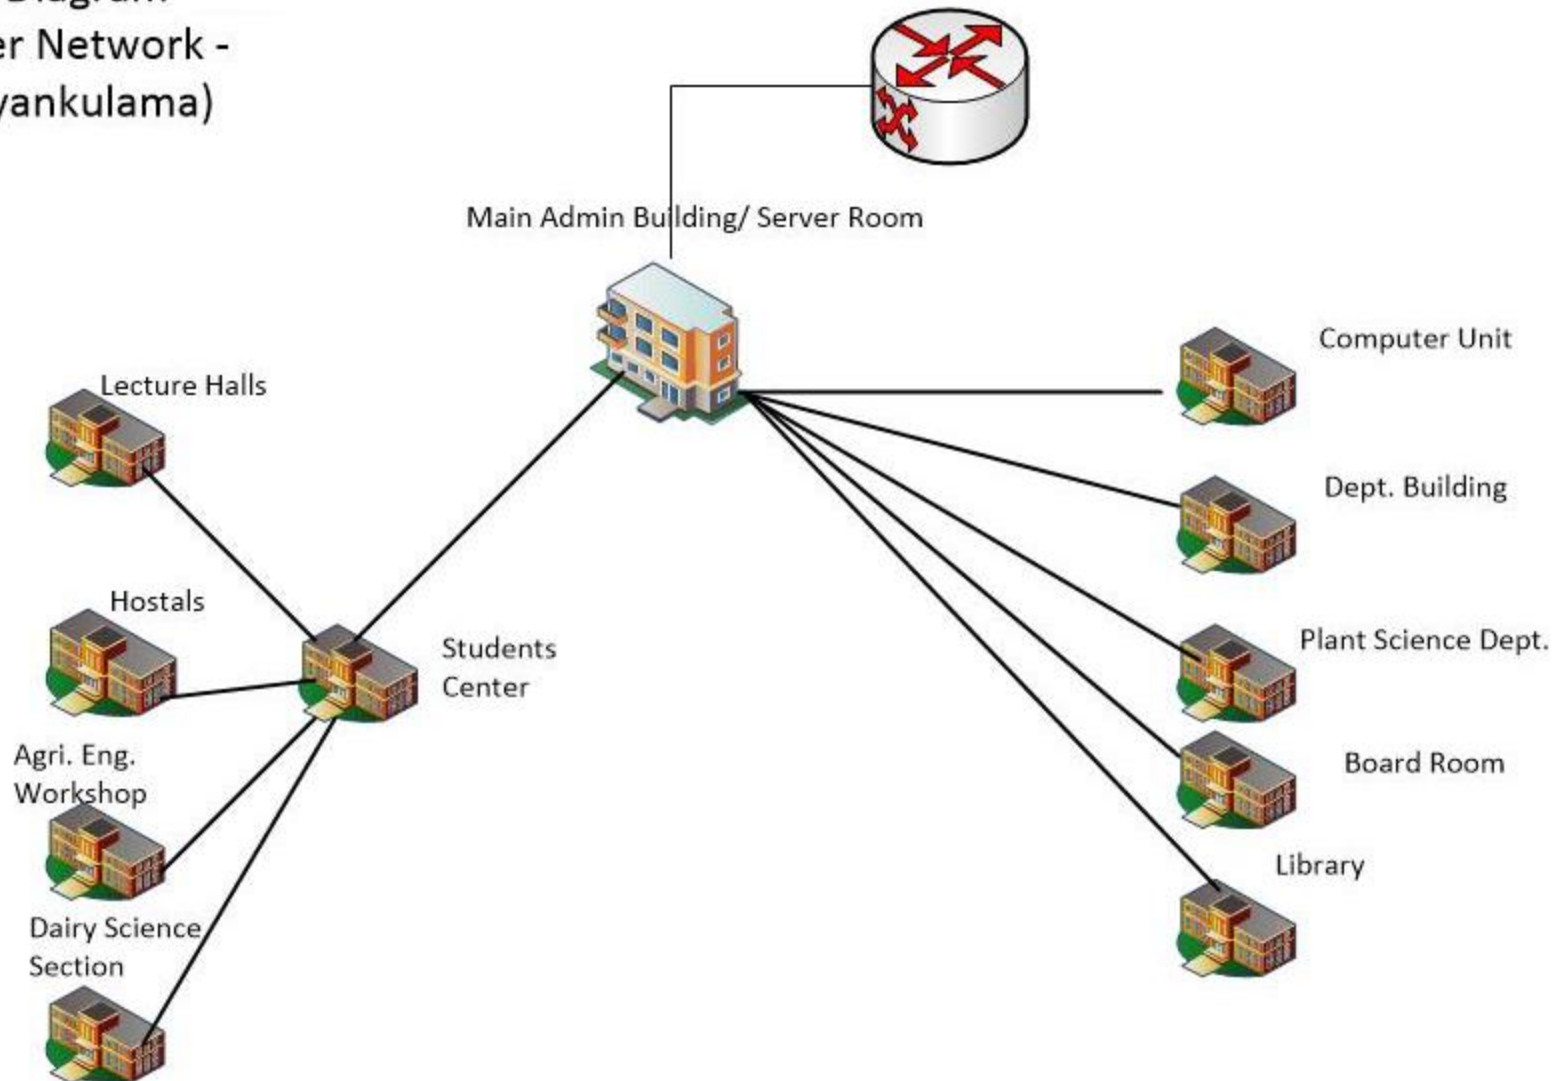 Diagram
er Network -
yankulama)
Main Admin Building/ Server Room
Computer Unit
Lecture Halls
Dept. Building
Hostals
Students
Center
Plant Science Dept.
Agri. Eng.
Workshop
Board Room
Library
Dairy Science
Section